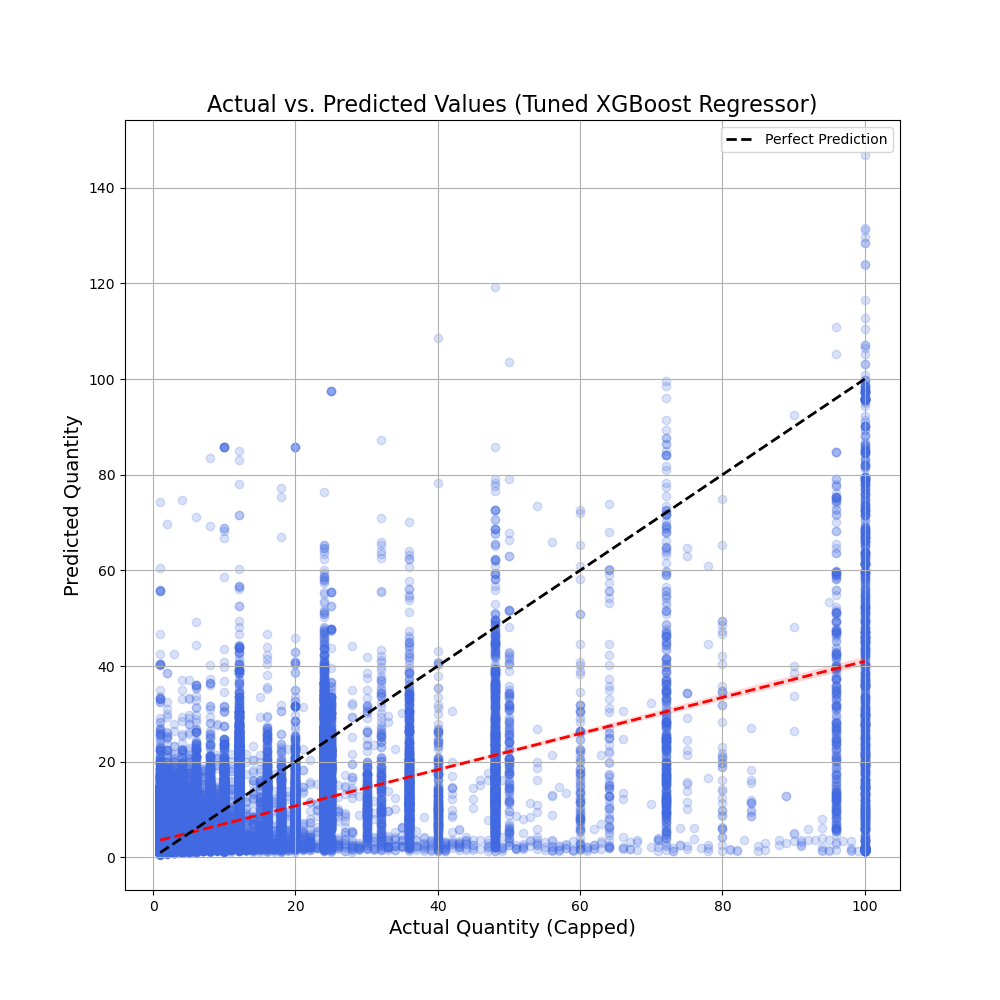 Actual vs. Predicted Values (Tuned XGBoost Regressor)
Perfect Prediction
140
120
100
80
60
40
20
0
Predicted Quantity
0 20 40 60 80 100
Actual Quantity (Capped)